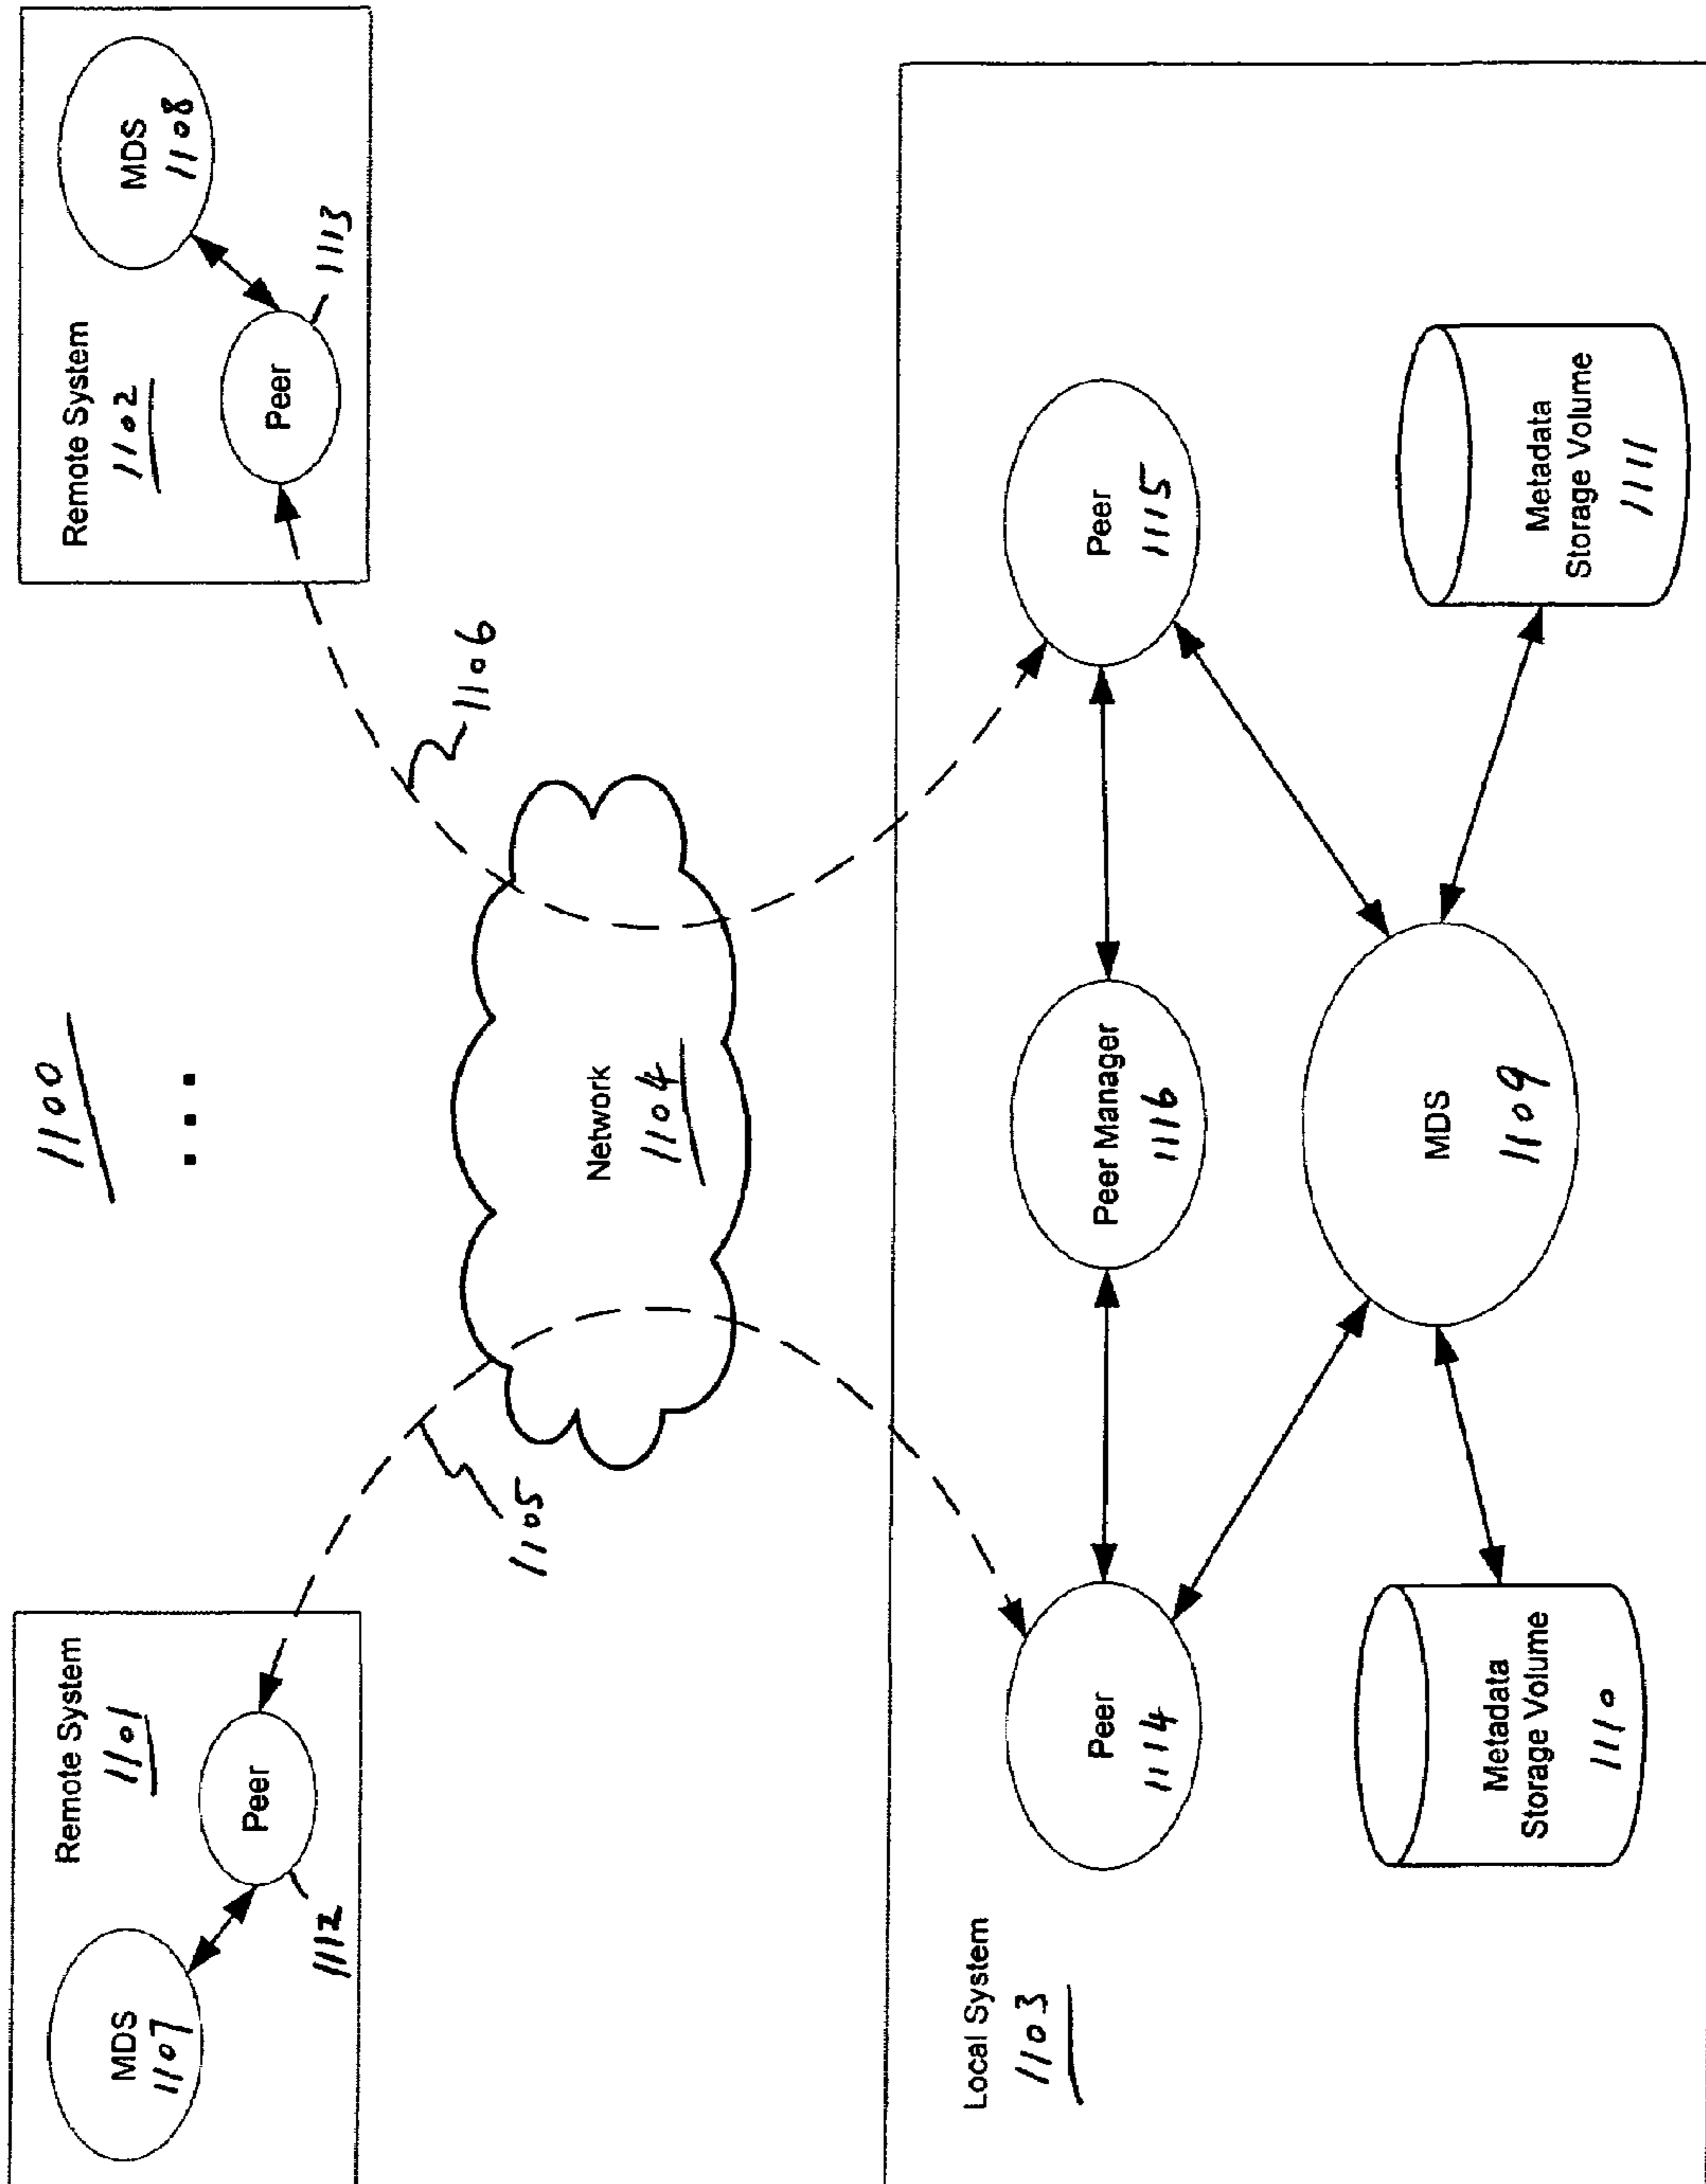 1100
Remote System
1101
MDS
1107
Peer
1112
Remote System
1102
Peer
MDS
1108
1113
1105
1106
Network
1104
Local System
1103
Peer
1114
Peer Manager
1116
Peer
1115
MDS
1109
Metadata
Storage Volume
1110
Metadata
Storage Volume
1111